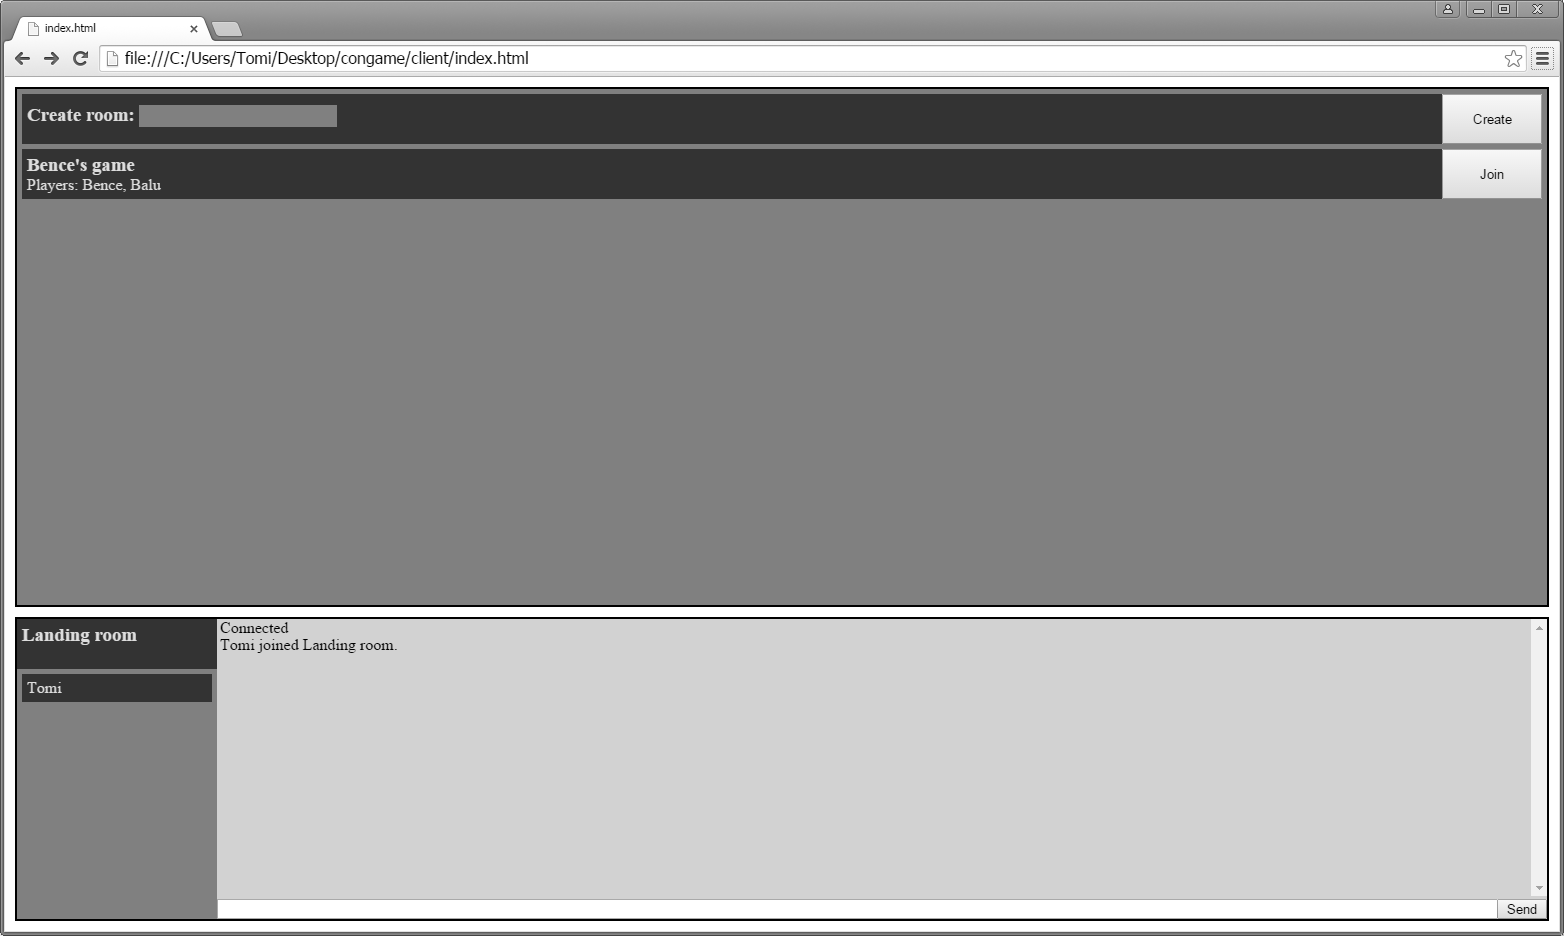 index.html
file:///C:/Users/Tomi/Desktop/congame/client/index.html
Create room:
Create
Bence's game
Players: Bence, Balu
Join
Landing room
Tomi
Connected
Tomi joined Landing room.
Send